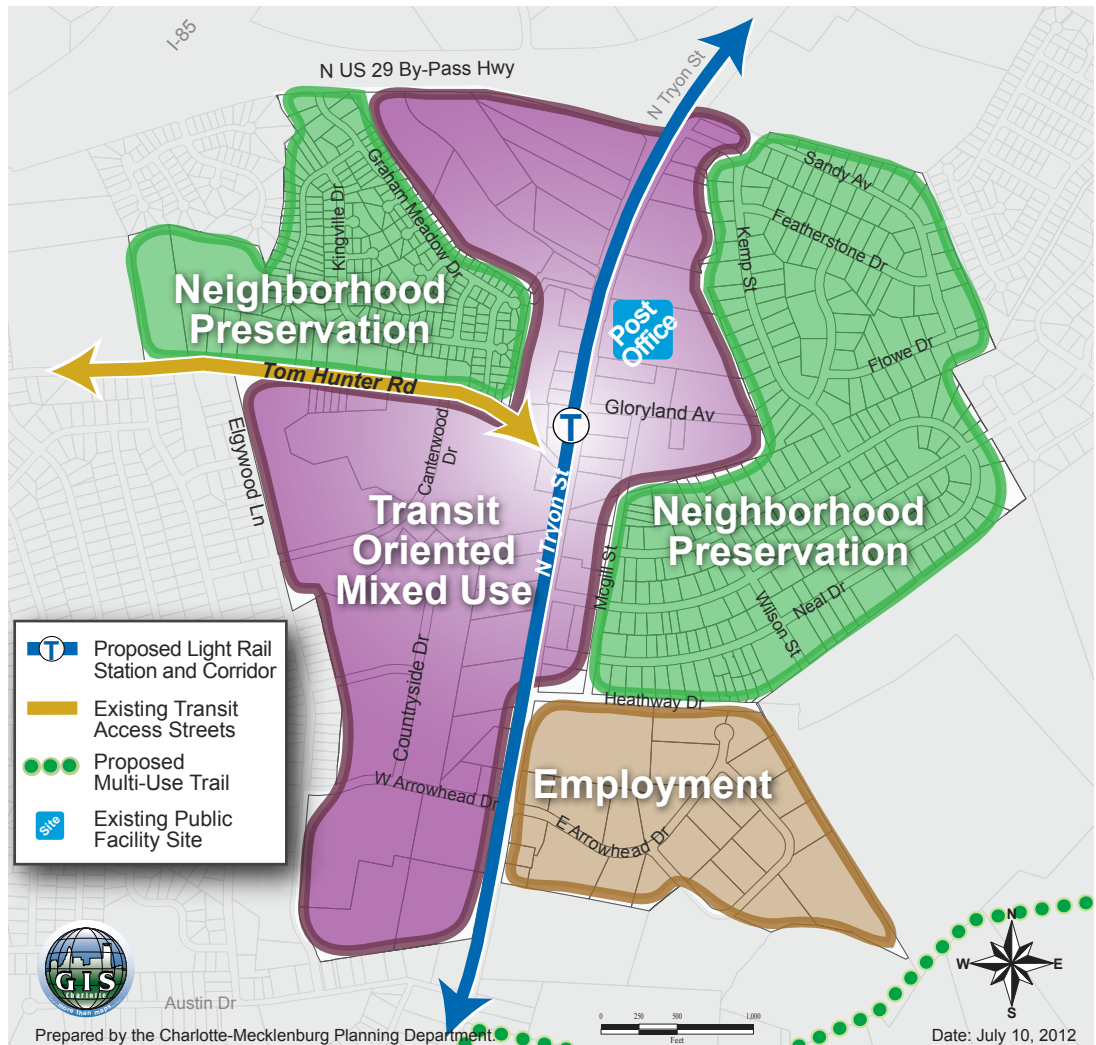 I-85
N US 29 By-Pass Hwy
N Tryon St
Sandy Av
Graham Meadow Dr
Kingville Dr
Featherstone Dr
Kemp St
Neighborhood
Preservation
Post
Office
Flowe Dr
Tom Hunter Rd
Gloryland Av
T
Elgywood Ln
Canterwood
Dr
Transit
Oriented
Mixed Use
N Tryon St
Neighborhood
Preservation
Mcgill St
Wilson St
Neal Dr
Countryside Dr
Heathway Dr
W Arrowhead Dr
Employment
E Arrowhead Dr
T
Proposed Light Rail
Station and Corridor
Existing Transit
Access Streets
Proposed
Multi-Use Trail
Site
Existing Public
Facility Site
GIS
Charlotte
...more than maps...
Austin Dr
N
W
E
S
0 250 500 1,000
Feet
Prepared by the Charlotte-Mecklenburg Planning Department.
Date: July 10, 2012